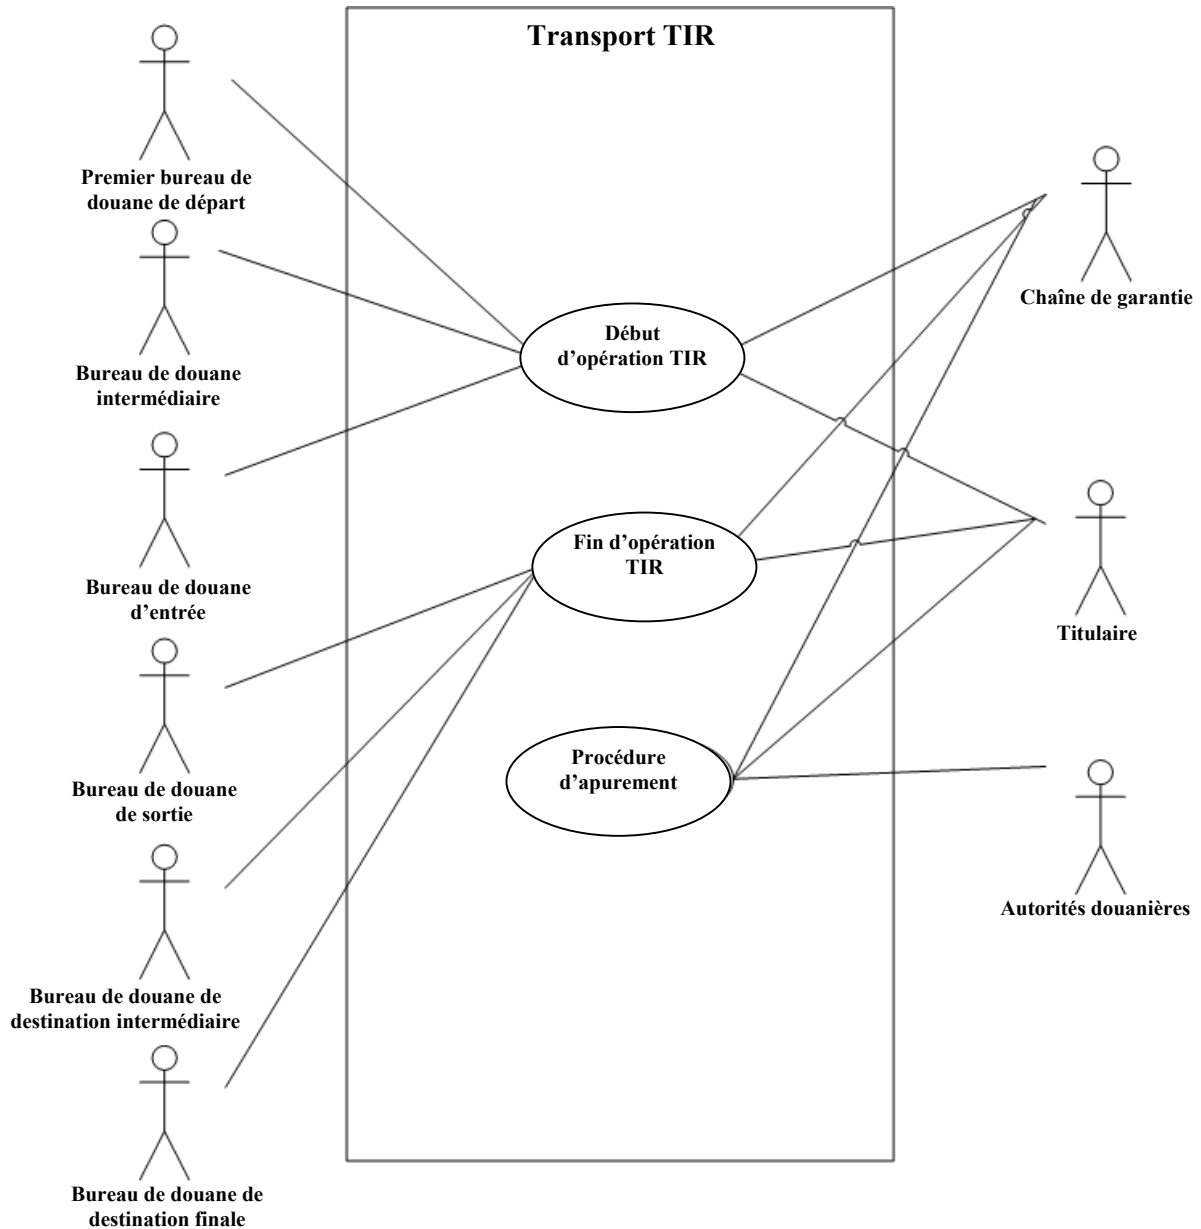 Transport TIR
Premier bureau de
douane de départ
Bureau de douane
intermédiaire
Bureau de douane
d'entrée
Bureau de douane
de sortie
Bureau de douane de
destination intermédiaire
Bureau de douane de
destination finale
Début
d’opération TIR
Fin d’opération
TIR
Procédure
d’apurement
Chaîne de garantie
Titulaire
Autorités douanières